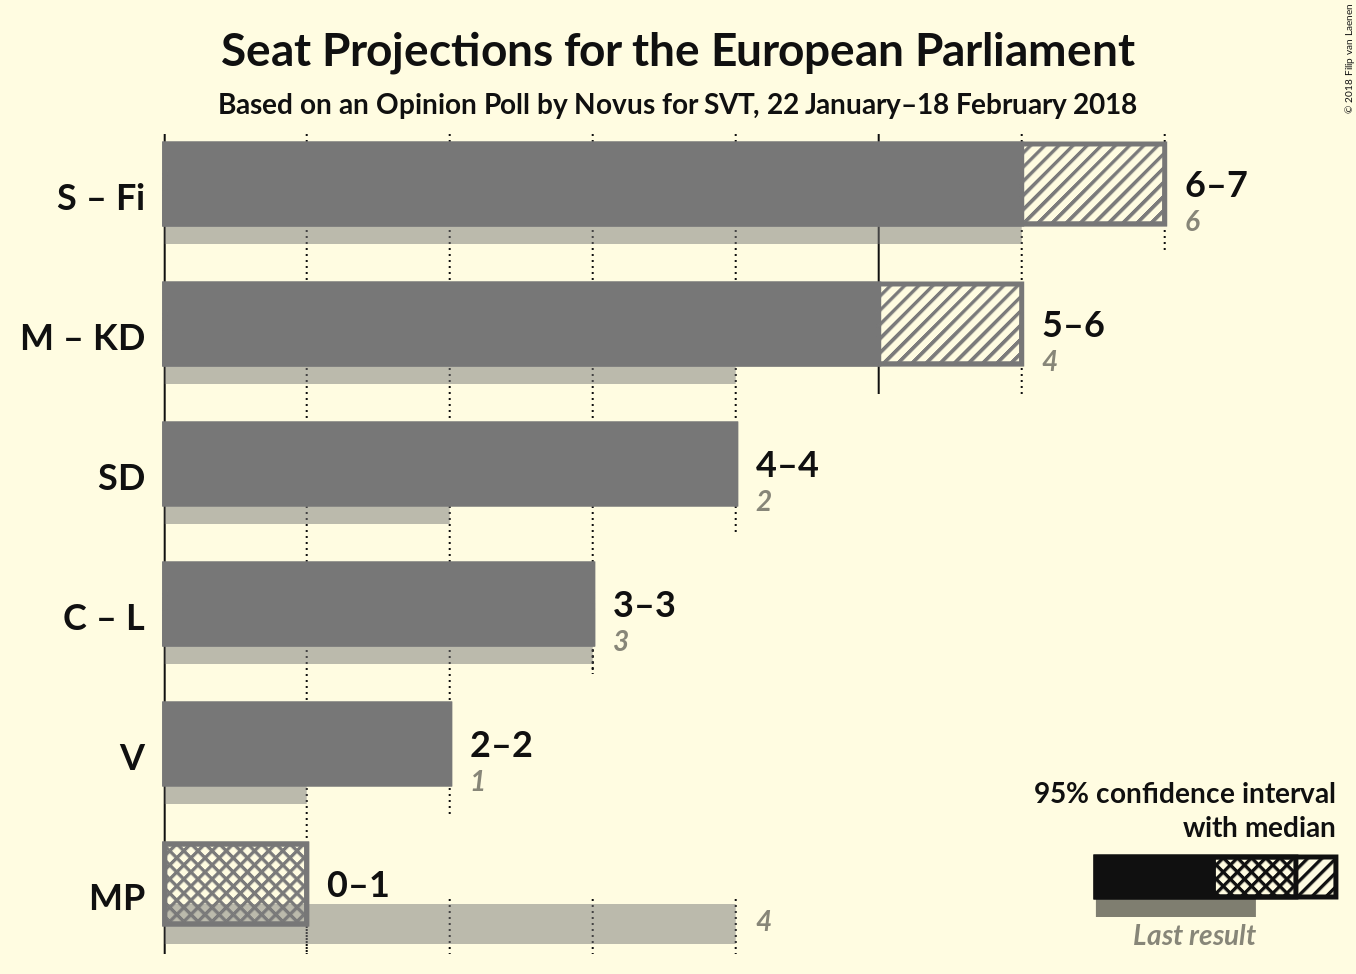 Seat Projections for the European Parliament
Based on an Opinion Poll by Novus for SVT, 22 January–18 February 2018
© 2018 Filip van Laenen
S – Fi
6–7
6
M – KD
5–6
4
SD
4–4
2
C – L
3–3
3
V
2–2
1
MP
0–1
4
95% confidence interval
with median
Last result